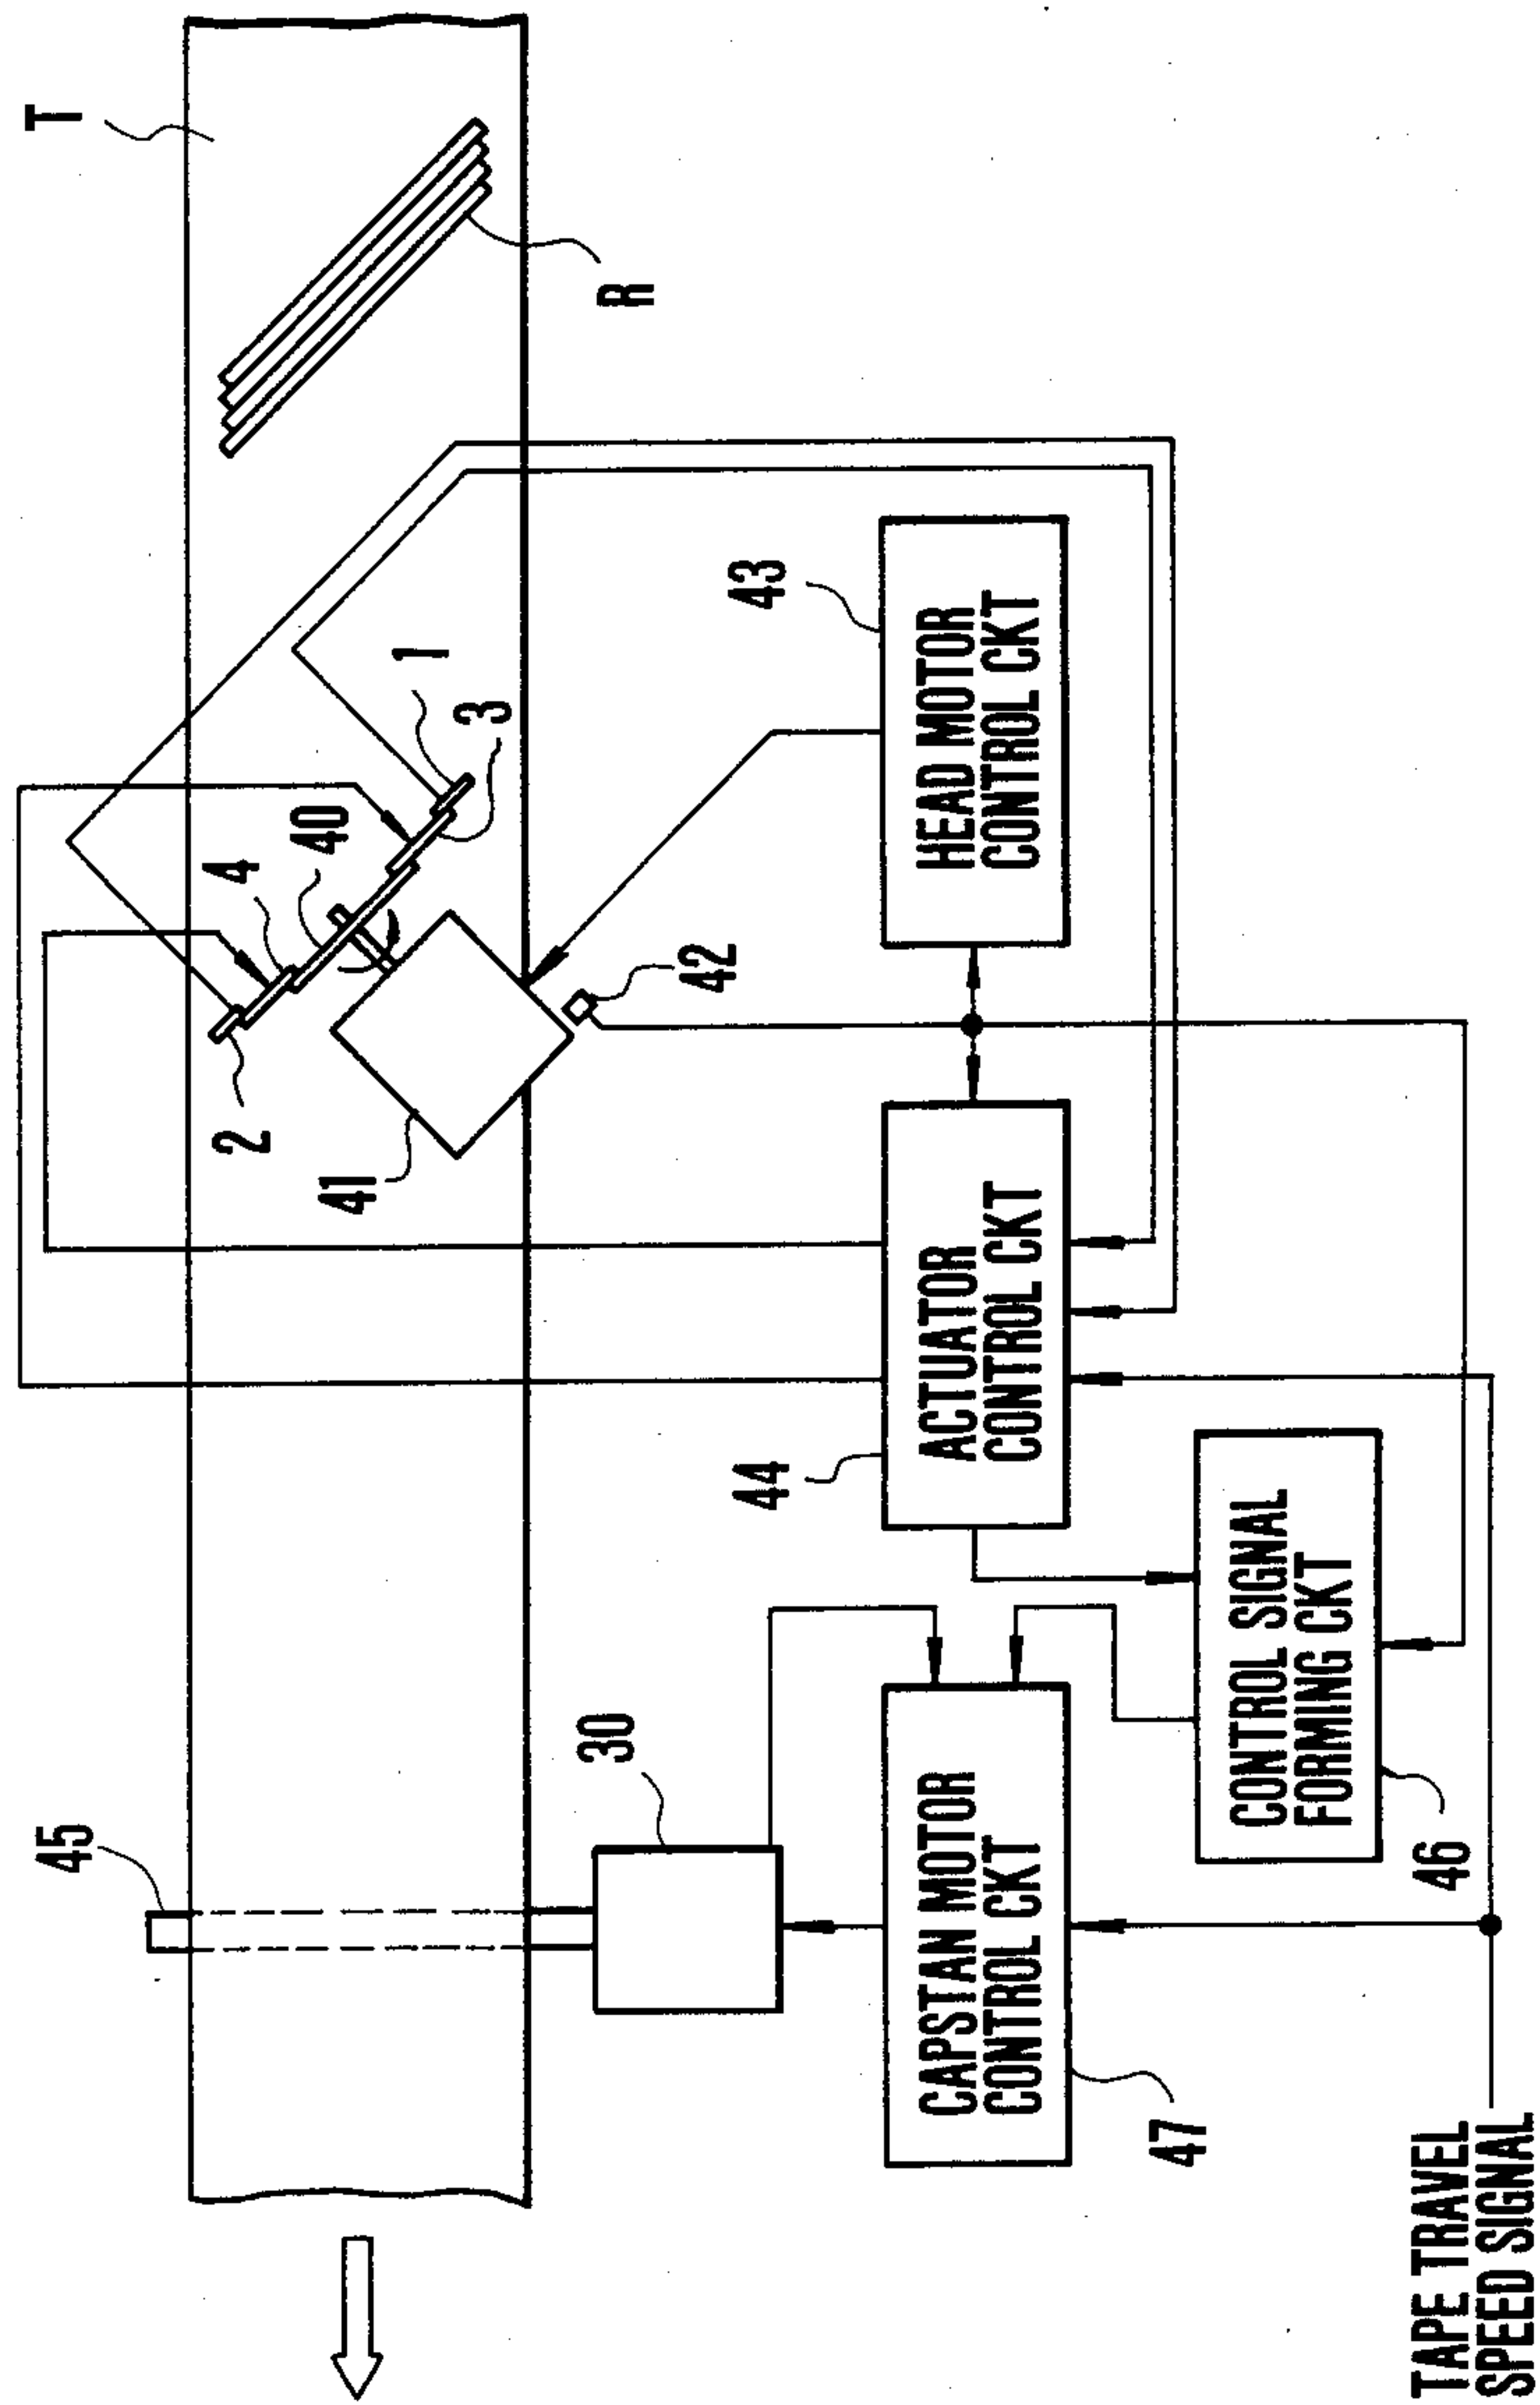 45
T
4
40
1
3
2
41
R
42
30
44
43
CAPSTAN MOTOR
CONTROL CKT
ACTUATOR
CONTROL CKT
HEAD MOTOR
CONTROL CKT
47
CONTROL SIGNAL
FORMING CKT
46
TAPE TRAVEL
SPEED SIGNAL